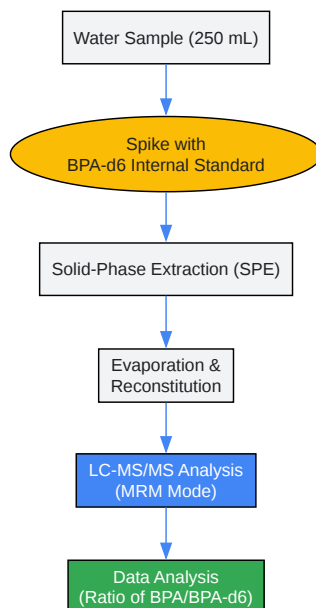 Water Sample (250 mL)
Spike with
BPA-d6 Internal Standard
Solid-Phase Extraction (SPE)
Evaporation &
Reconstitution
LC-MS/MS Analysis
(MRM Mode)
Data Analysis
(Ratio of BPA/BPA-d6)